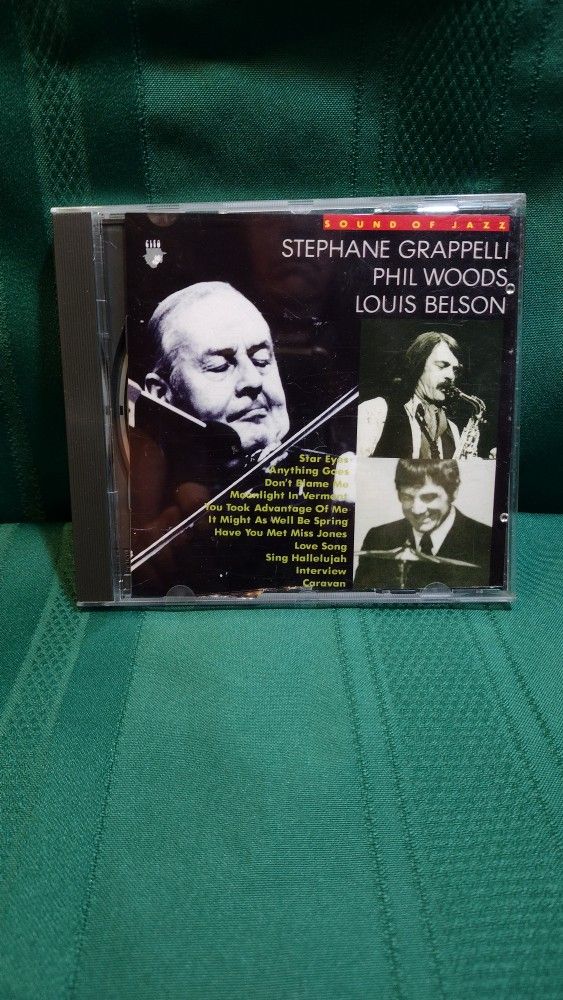 SOUND OF JAZZ
STEPHANE GRAPPELLI
PHIL WOODS
LOUIS BELSON
Star Eyes
Anything Goes
Don't Blame Me
Moonlight In Vermont
You Took Advantage Of Me
It Might As Well Be Spring
Have You Met Miss Jones
Love Song
Sing Hallelujah
Interview
Caravan